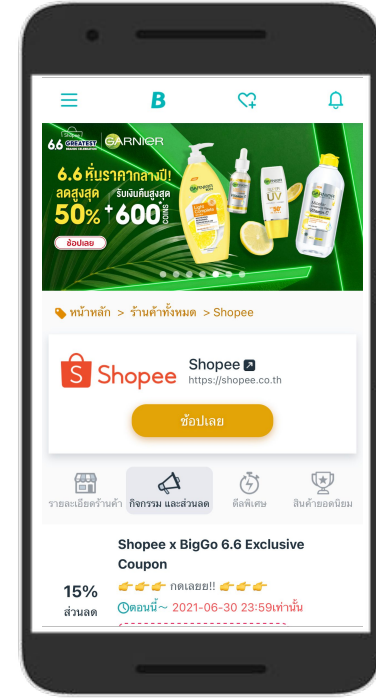 B
Shopee
6.6 GREATEST
GARNIER
6.6 หั่นราคากลางปี!
ลดสูงสุด รับเงินคืนสูงสุด
50% + 600 COINS
ช้อปเลย
UV
หน้าหลัก > ร้านค้าทั้งหมด > Shopee
S Shopee
Shopee
https://shopee.co.th
ช้อปเลย
รายละเอียดร้านค้า กิจกรรม และส่วนลด ดีลพิเศษ สินค้ายอดนิยม
Shopee x BigGo 6.6 Exclusive
Coupon
👉👉👉 กดเลยย!! 👉👉👉
15%
ส่วนลด
ตอนนี้～ 2021-06-30 23:59เท่านั้น